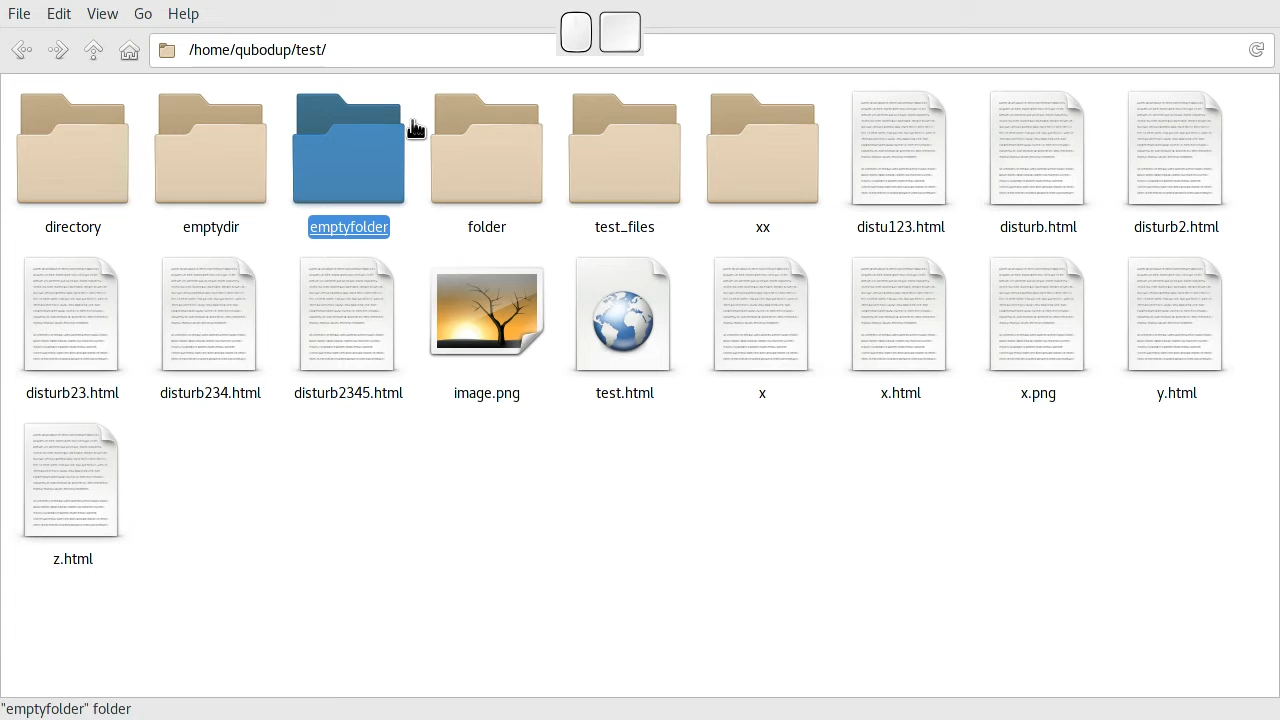 File Edit View Go Help
/home/qubodup/test/
directory emptydir emptyfolder folder test_files xx distu123.html disturb.html disturb2.html
disturb23.html disturb234.html disturb2345.html image.png test.html x x.html x.png y.html
z.html
"emptyfolder" folder